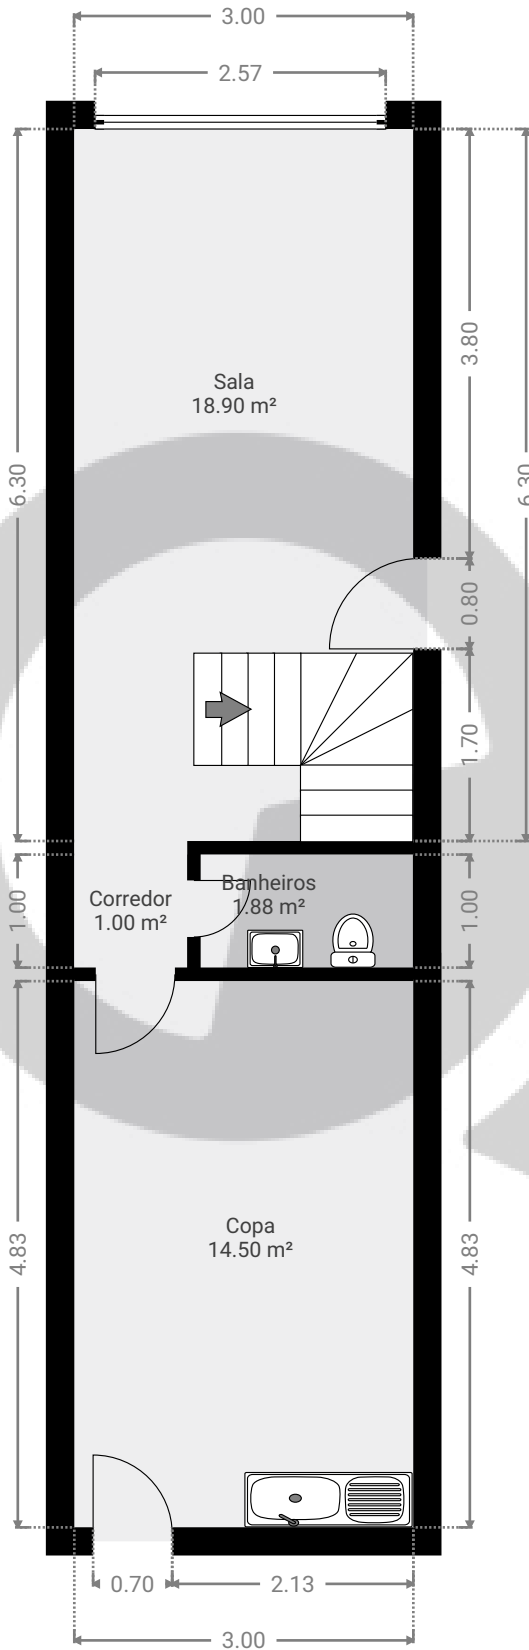 3.00
2.57
3.80
Sala
18.90 m²
6.30
6.30
0.80
1.70
Corredor
1.00 m²
Banheiros
1.88 m²
1.00
1.00
Copa
14.50 m²
4.83
4.83
0.70
2.13
3.00